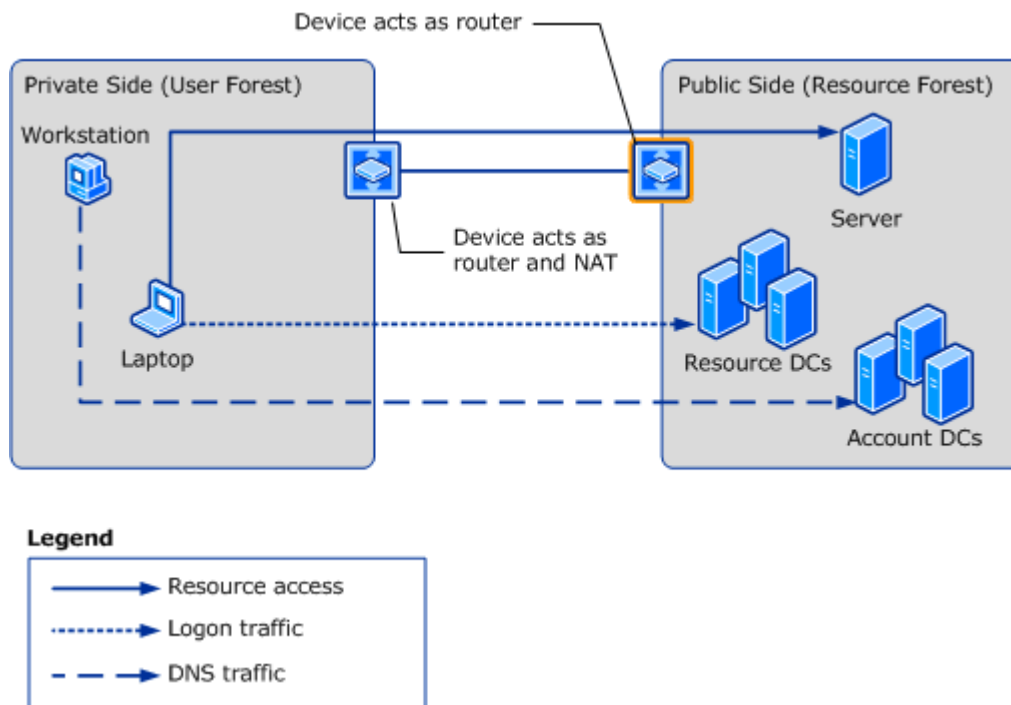 Device acts as router
Private Side (User Forest)
Public Side (Resource Forest)
Workstation
Server
Device acts as
router and NAT
Laptop
Resource DCs
Account DCs
Legend
Resource access
Logon traffic
DNS traffic